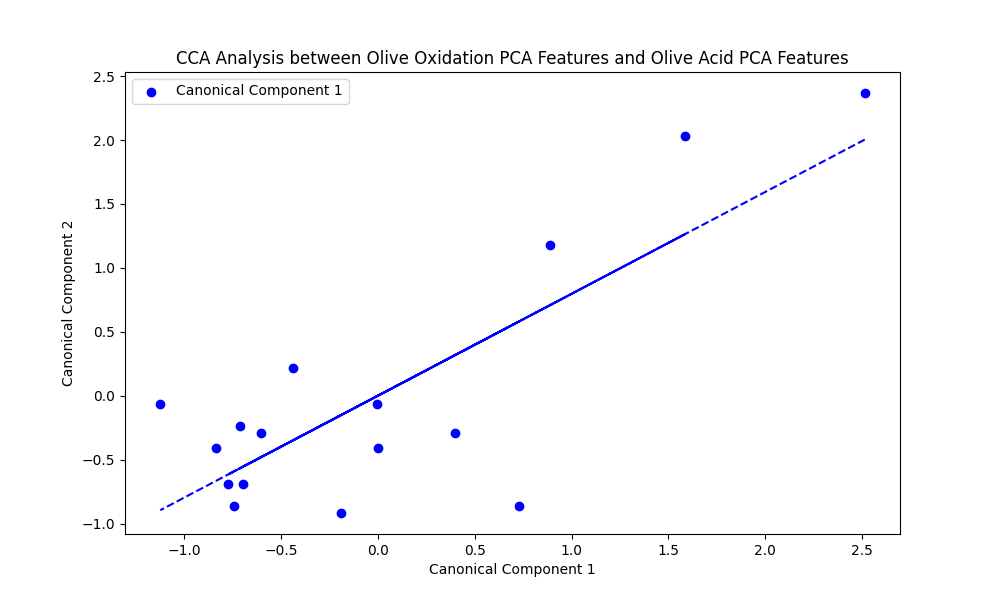 CCA Analysis between Olive Oxidation PCA Features and Olive Acid PCA Features
Canonical Component 1
2.5
2.0
1.5
1.0
0.5
0.0
−0.5
−1.0
Canonical Component 2
−1.0 −0.5 0.0 0.5 1.0 1.5 2.0 2.5
Canonical Component 1